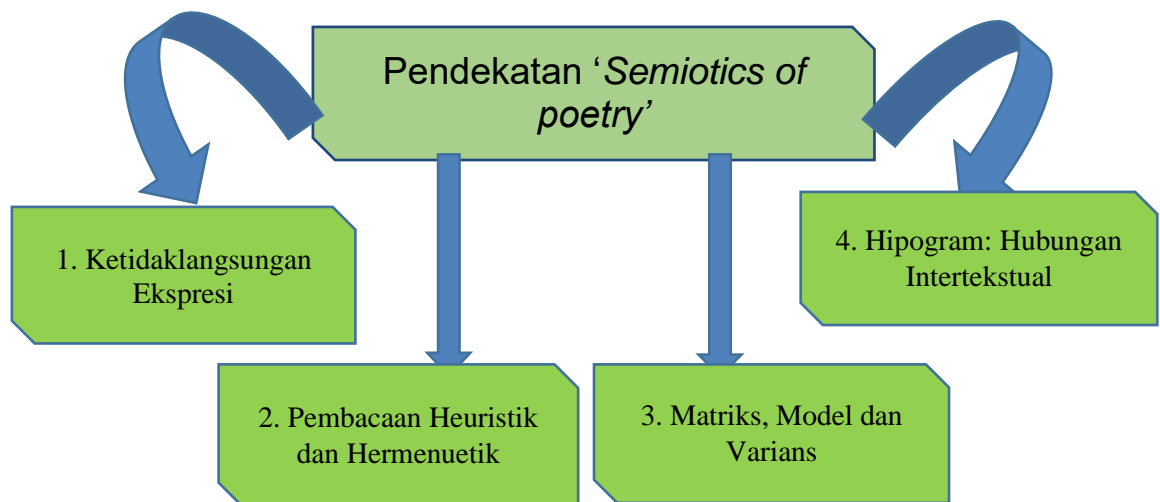 Pendekatan ‘Semiotics of
poetry’
1. Ketidaklangsungan
Ekspresi
2. Pembacaan Heuristik
dan Hermenuetik
3. Matriks, Model dan
Varians
4. Hipogram: Hubungan
Intertekstual